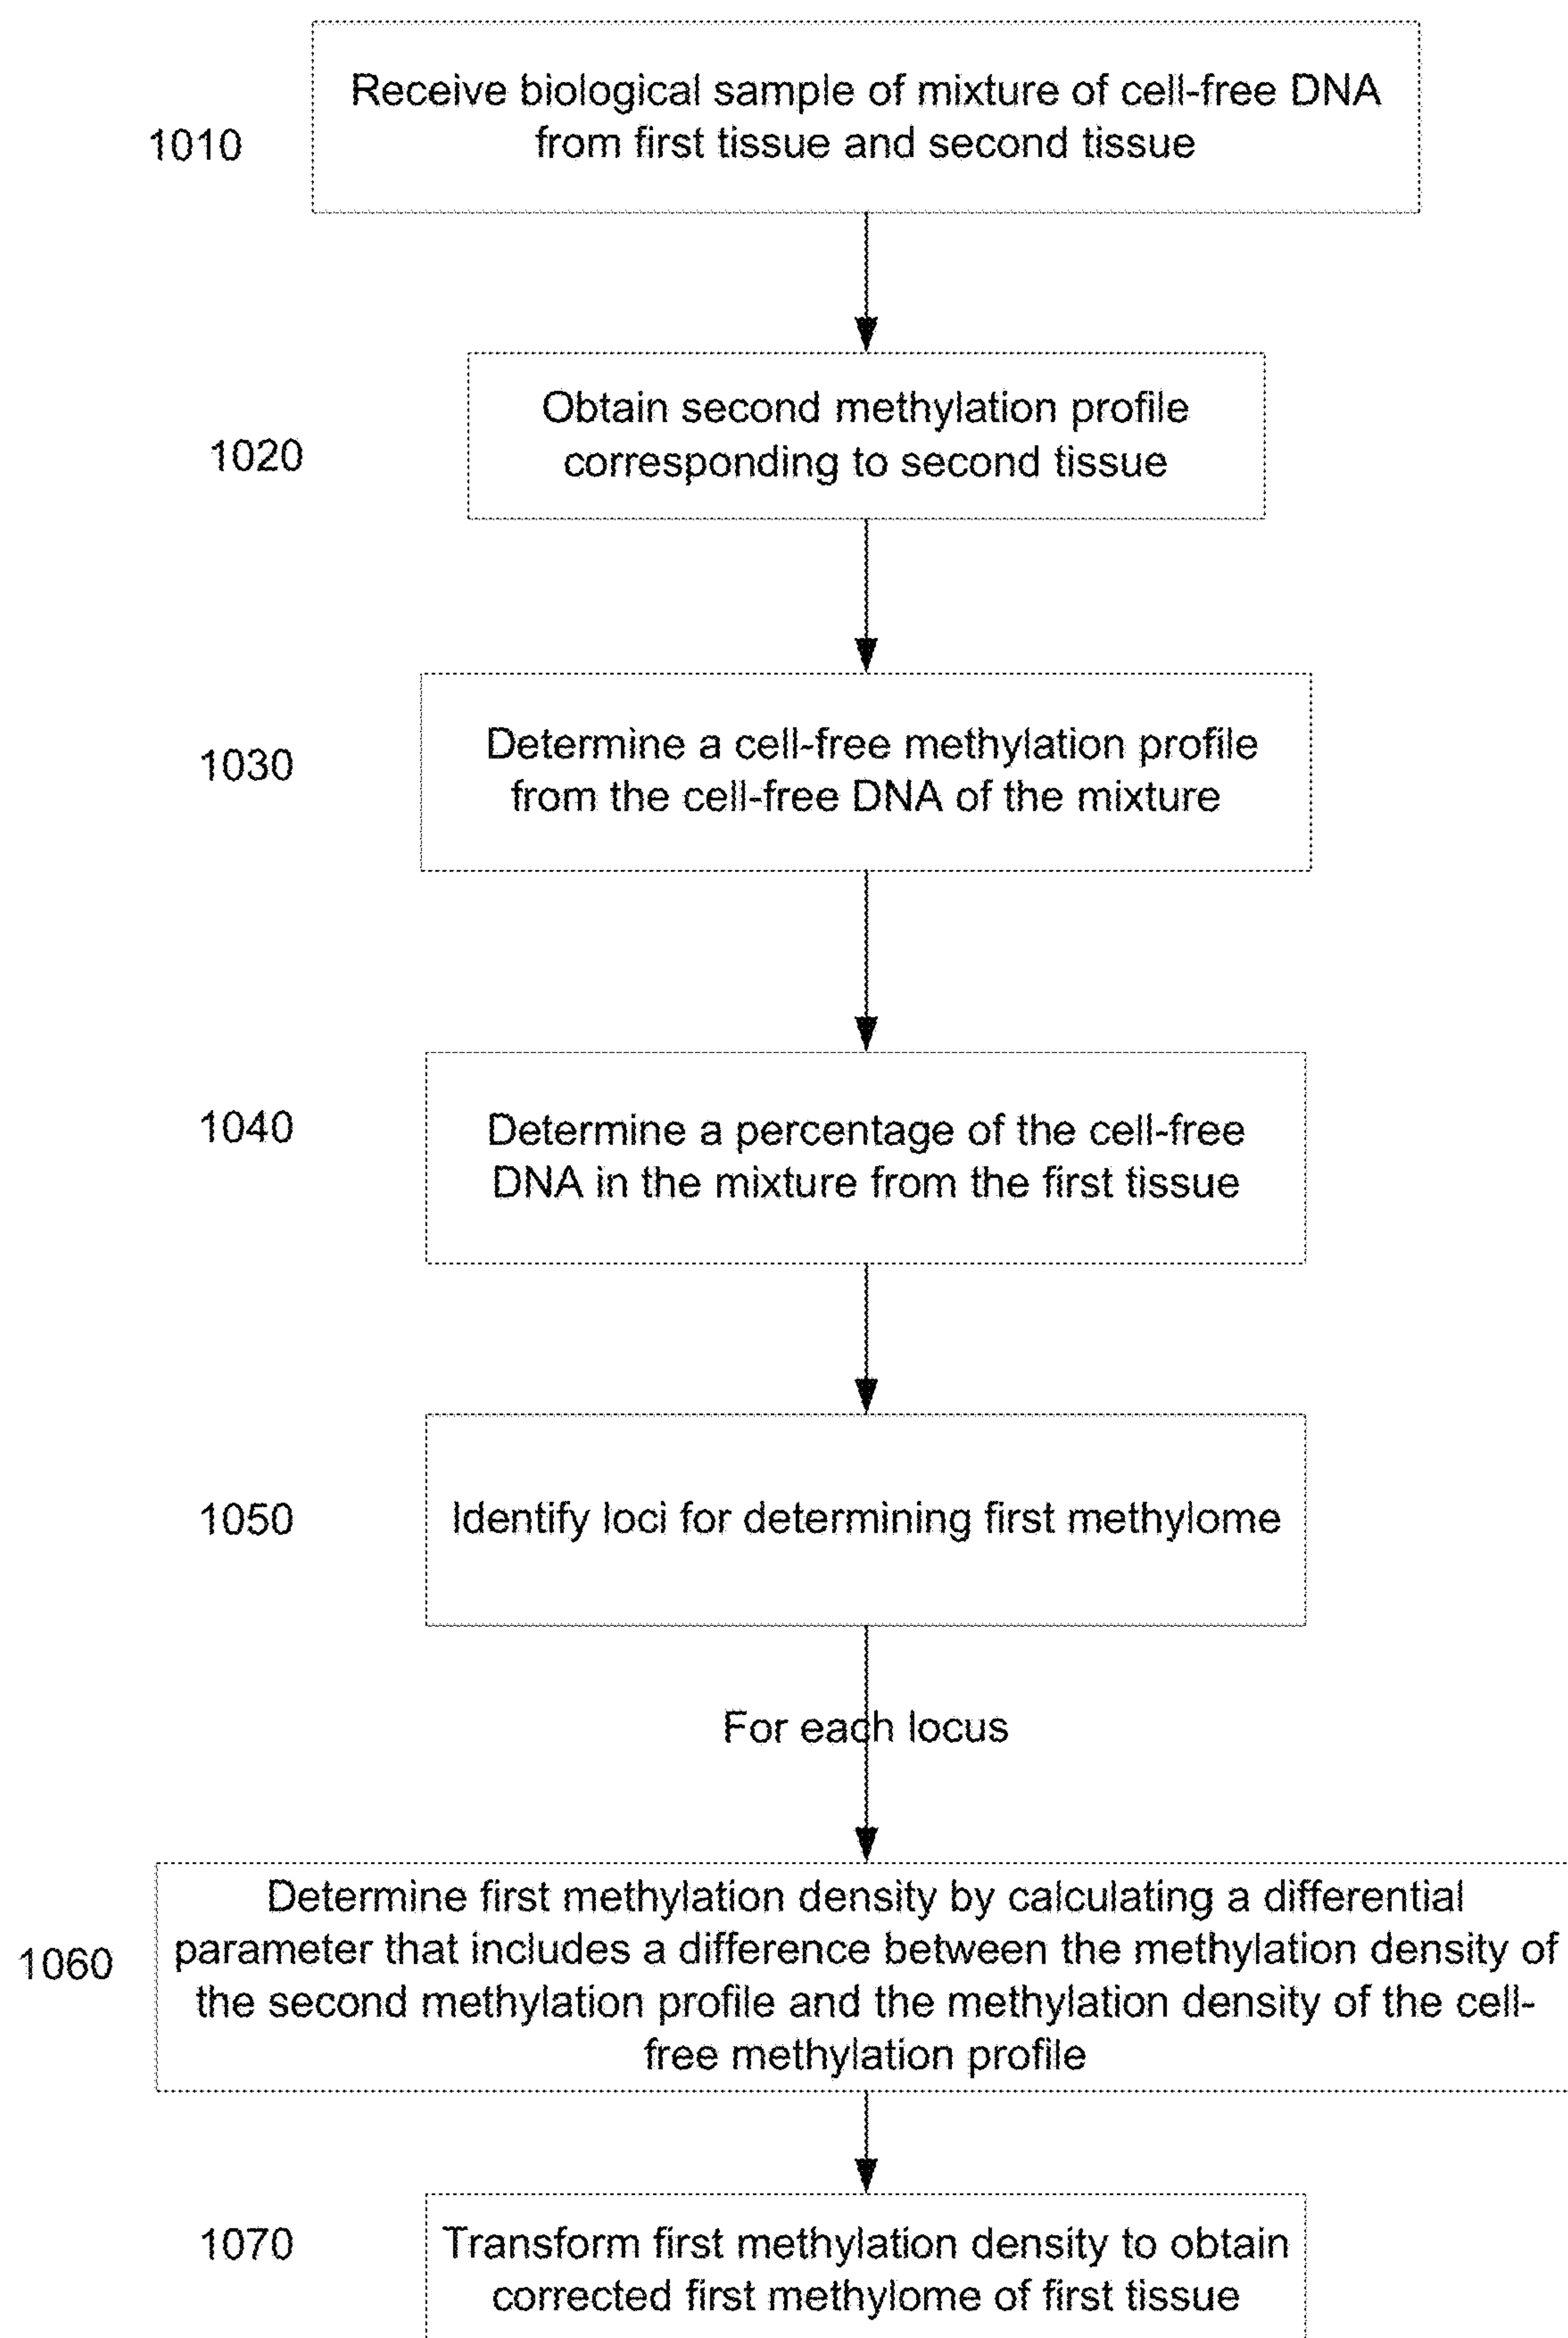 Receive biological sample of mixture of cell-free DNA
from first tissue and second tissue
1010
Obtain second methylation profile
corresponding to second tissue
1020
Determine a cell-free methylation profile
from the cell-free DNA of the mixture
1030
Determine a percentage of the cell-free
DNA in the mixture from the first tissue
1040
Identify loci for determining first methylome
1050
For each locus
Determine first methylation density by calculating a differential
parameter that includes a difference between the methylation density of
the second methylation profile and the methylation density of the cell-
free methylation profile
1060
Transform first methylation density to obtain
corrected first methylome of first tissue
1070